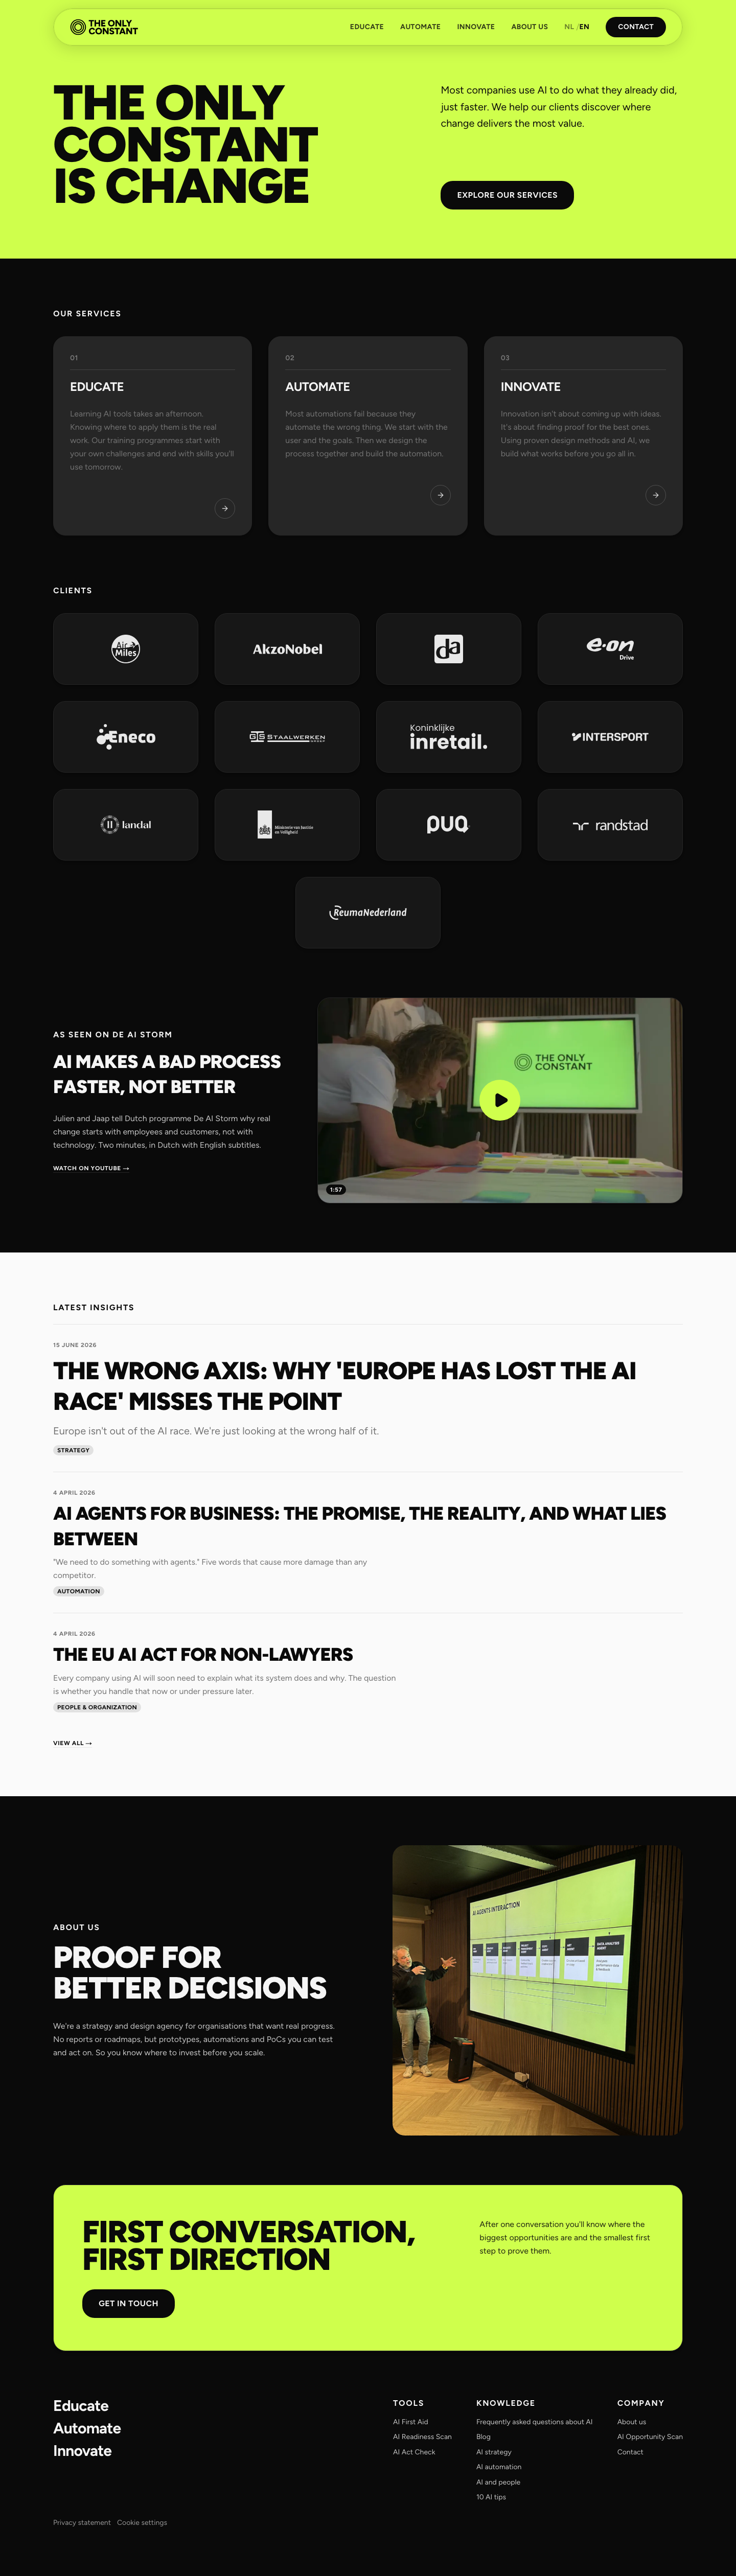 THE ONLY
CONSTANT
EDUCATE
AUTOMATE
INNOVATE
ABOUT US
NL / EN
CONTACT
THE ONLY
CONSTANT
IS CHANGE
Most companies use AI to do what they already did,
just faster. We help our clients discover where
change delivers the most value.
EXPLORE OUR SERVICES
OUR SERVICES
01
EDUCATE
Learning AI tools takes an afternoon.
Knowing where to apply them is the real
work. Our training programmes start with
your own challenges and end with skills you'll
use tomorrow.
02
AUTOMATE
Most automations fail because they
automate the wrong thing. We start with the
user and the goals. Then we design the
process together and build the automation.
03
INNOVATE
Innovation isn't about coming up with ideas.
It's about finding proof for the best ones.
Using proven design methods and AI, we
build what works before you go all in.
CLIENTS
Air
Miles
AkzoNobel
da
e·on
Drive
Eneco
GS STAALWERKEN
Koninklijke
inretail.
INTERSPORT
landal
Ministerie van Justitie
en Veiligheid
puq
randstad
ReumaNederland
AS SEEN ON DE AI STORM
AI MAKES A BAD PROCESS
FASTER, NOT BETTER
Julien and Jaap tell Dutch programme De AI Storm why real
change starts with employees and customers, not with
technology. Two minutes, in Dutch with English subtitles.
WATCH ON YOUTUBE →
THE ONLY
CONSTANT
1:57
LATEST INSIGHTS
15 JUNE 2026
THE WRONG AXIS: WHY 'EUROPE HAS LOST THE AI
RACE' MISSES THE POINT
Europe isn't out of the AI race. We're just looking at the wrong half of it.
STRATEGY
4 APRIL 2026
AI AGENTS FOR BUSINESS: THE PROMISE, THE REALITY, AND WHAT LIES
BETWEEN
"We need to do something with agents." Five words that cause more damage than any
competitor.
AUTOMATION
4 APRIL 2026
THE EU AI ACT FOR NON-LAWYERS
Every company using AI will soon need to explain what its system does and why. The question
is whether you handle that now or under pressure later.
PEOPLE & ORGANIZATION
VIEW ALL →
ABOUT US
PROOF FOR
BETTER DECISIONS
We're a strategy and design agency for organisations that want real progress.
No reports or roadmaps, but prototypes, automations and PoCs you can test
and act on. So you know where to invest before you scale.
AI AGENTS INTERACTION
FIRST CONVERSATION,
FIRST DIRECTION
After one conversation you'll know where the
biggest opportunities are and the smallest first
step to prove them.
GET IN TOUCH
Educate
Automate
Innovate
TOOLS
AI First Aid
AI Readiness Scan
AI Act Check
KNOWLEDGE
Frequently asked questions about AI
Blog
AI strategy
AI automation
AI and people
10 AI tips
COMPANY
About us
AI Opportunity Scan
Contact
Privacy statement
Cookie settings